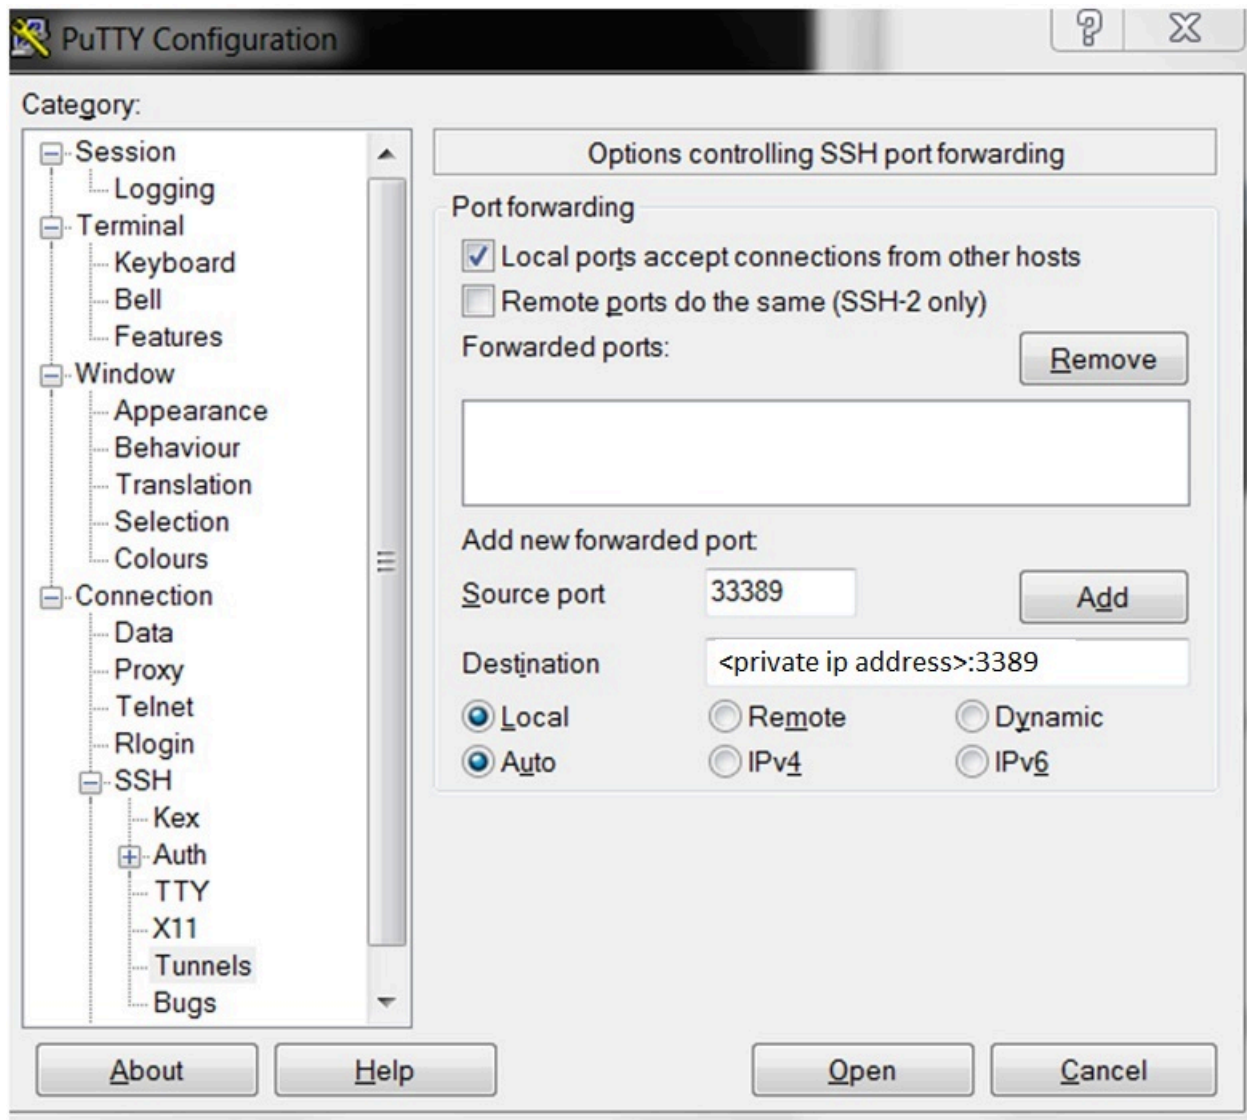 PuTTY Configuration
Category:
Session
Logging
Terminal
Keyboard
Bell
Features
Window
Appearance
Behaviour
Translation
Selection
Colours
Connection
Data
Proxy
Telnet
Rlogin
SSH
Kex
Auth
TTY
X11
Tunnels
Bugs
Options controlling SSH port forwarding
Port forwarding
Local ports accept connections from other hosts
Remote ports do the same (SSH-2 only)
Forwarded ports:
Remove
Add new forwarded port:
Source port 33389 Add
Destination <private ip address>:3389
Local Remote Dynamic
Auto IPv4 IPv6
About Help Open Cancel